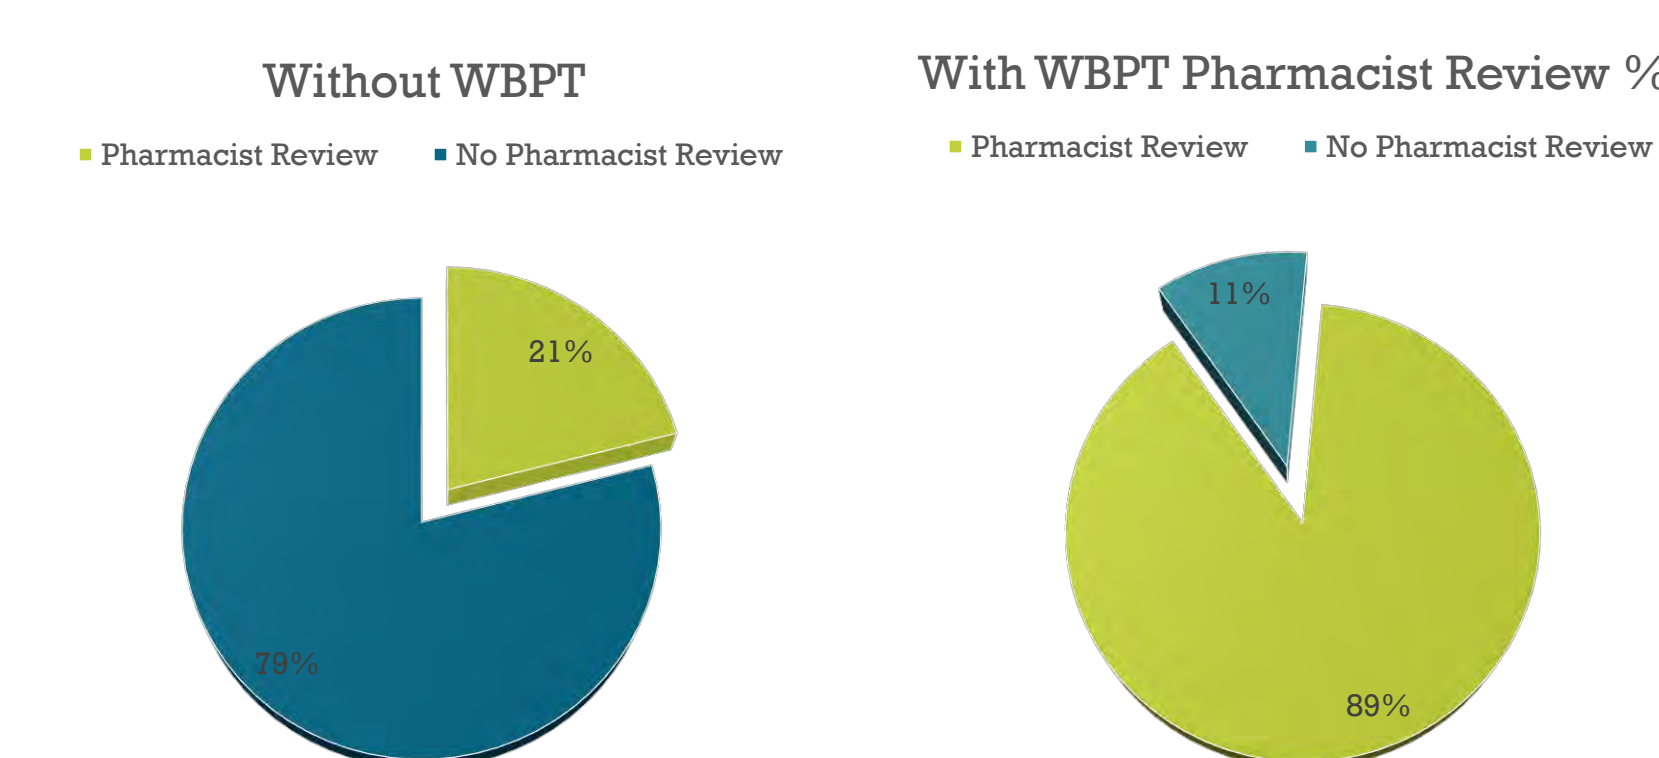 Without WBPT
Pharmacist Review No Pharmacist Review
21%
79%
With WBPT Pharmacist Review %
Pharmacist Review No Pharmacist Review
11%
89%